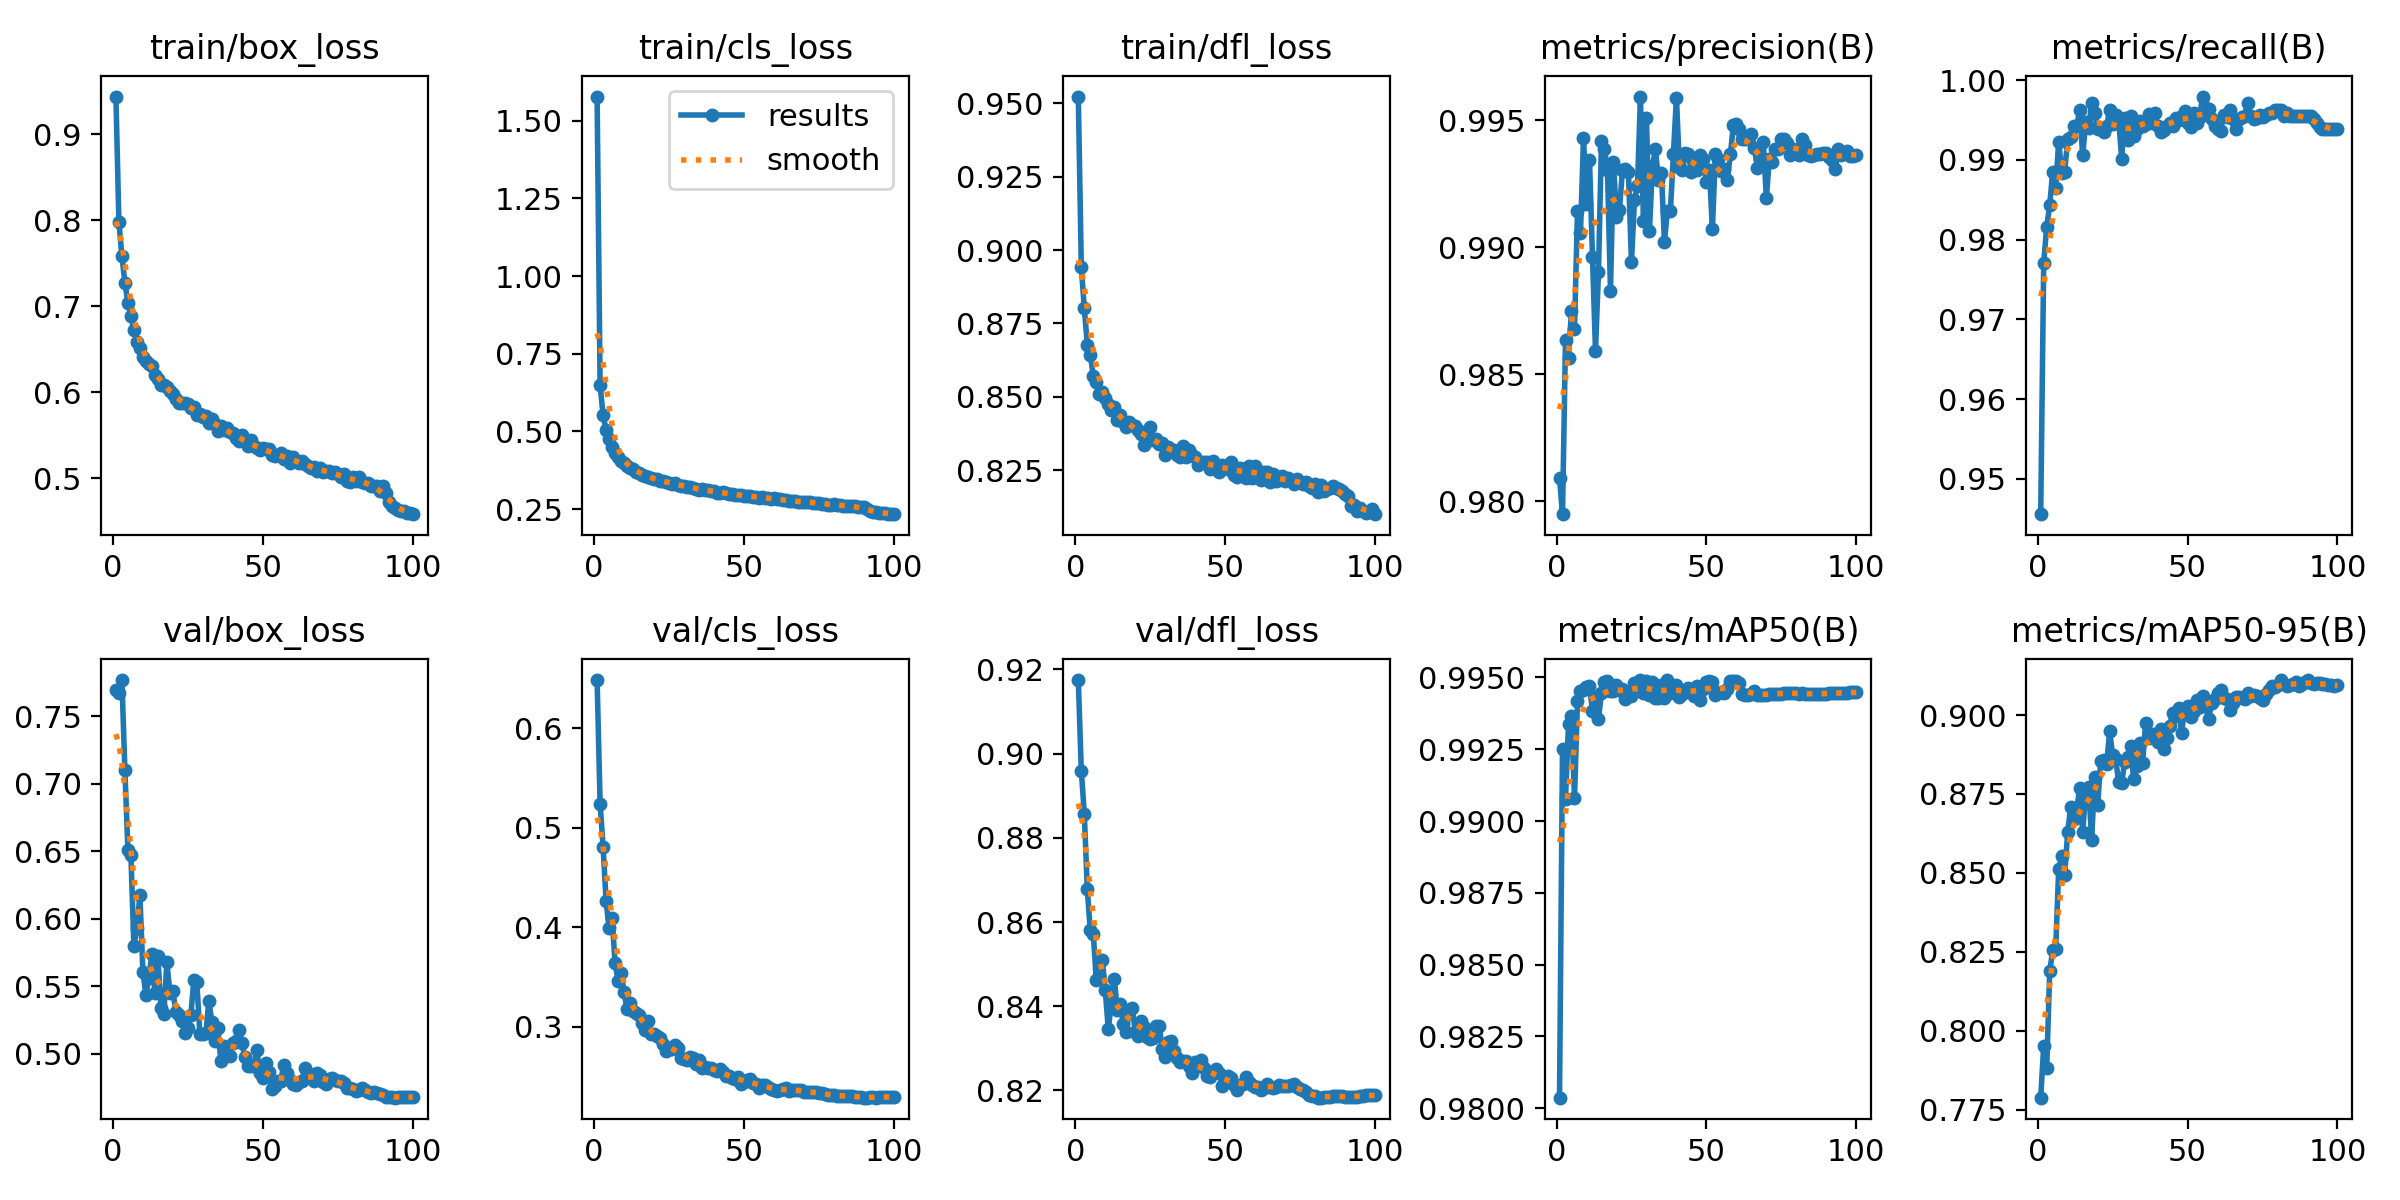 train/box_loss
0.9
0.8
0.7
0.6
0.5
0 50 100
train/cls_loss
results
smooth
1.50
1.25
1.00
0.75
0.50
0.25
0 50 100
train/dfl_loss
0.950
0.925
0.900
0.875
0.850
0.825
0 50 100
metrics/precision(B)
0.995
0.990
0.985
0.980
0 50 100
metrics/recall(B)
1.00
0.99
0.98
0.97
0.96
0.95
0 50 100
val/box_loss
0.75
0.70
0.65
0.60
0.55
0.50
0 50 100
val/cls_loss
0.6
0.5
0.4
0.3
0 50 100
val/dfl_loss
0.92
0.90
0.88
0.86
0.84
0.82
0 50 100
metrics/mAP50(B)
0.9950
0.9925
0.9900
0.9875
0.9850
0.9825
0.9800
0 50 100
metrics/mAP50-95(B)
0.900
0.875
0.850
0.825
0.800
0.775
0 50 100